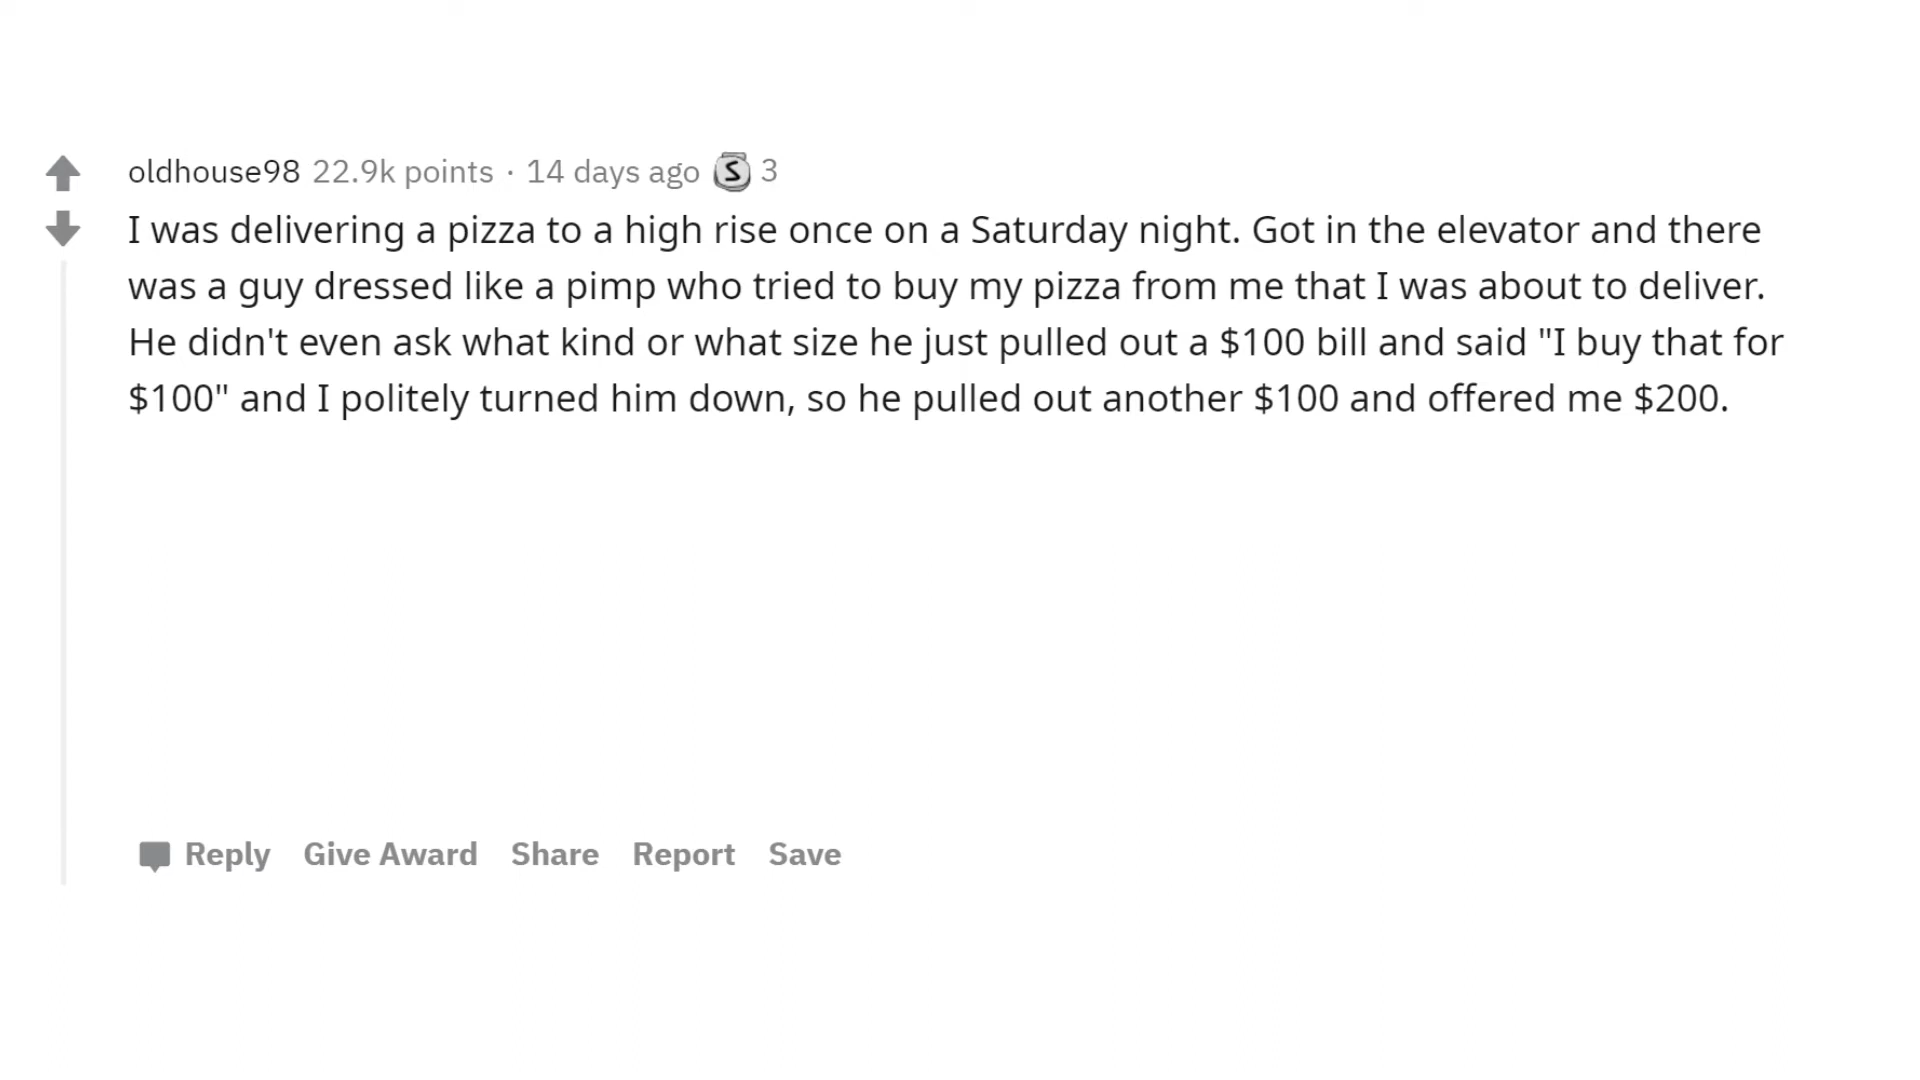 oldhouse98 22.9k points · 14 days ago S 3
I was delivering a pizza to a high rise once on a Saturday night. Got in the elevator and there
was a guy dressed like a pimp who tried to buy my pizza from me that I was about to deliver.
He didn't even ask what kind or what size he just pulled out a $100 bill and said "I buy that for
$100" and I politely turned him down, so he pulled out another $100 and offered me $200.
Reply Give Award Share Report Save